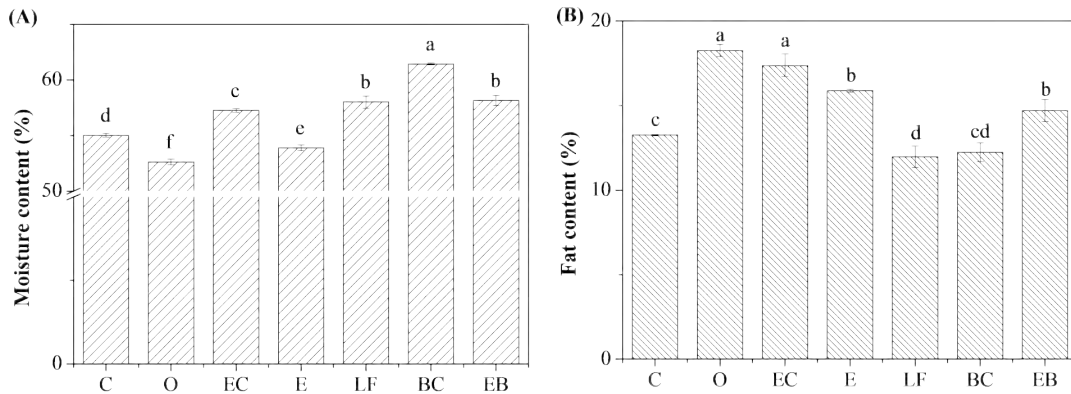 (A)
Moisture content (%)
60
50
0
d
f
c
e
b
a
b
C O EC E LF BC EB
(B)
Fat content (%)
20
10
0
c
a
a
b
d
cd
b
C O EC E LF BC EB